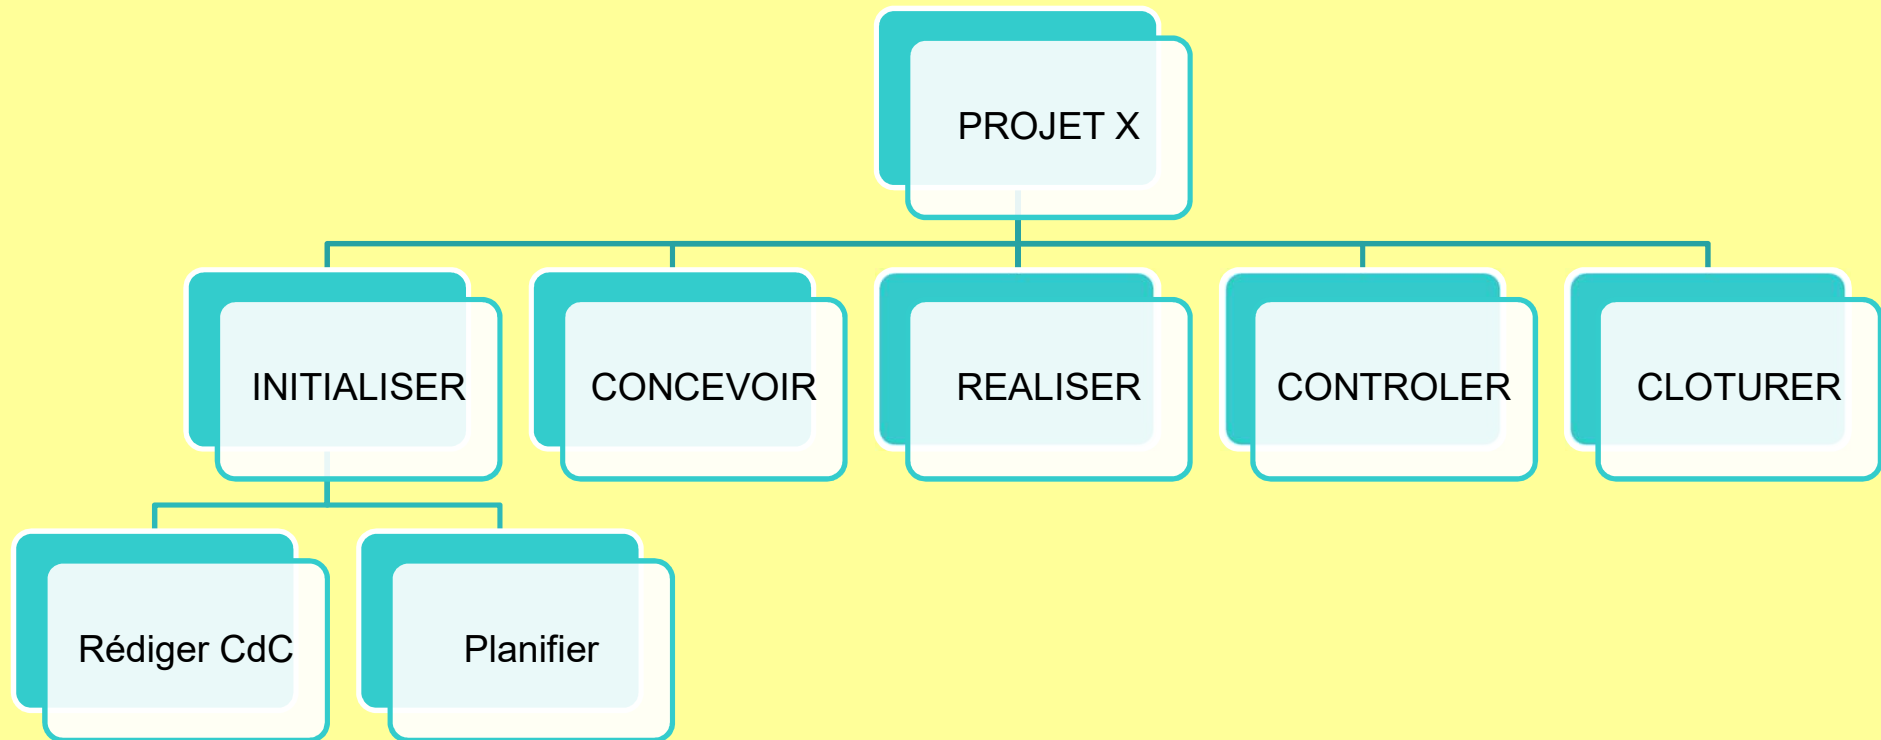 PROJET X
INITIALISER
CONCEVOIR
REALISER
CONTROLER
CLOTURER
Rédiger CdC
Planifier